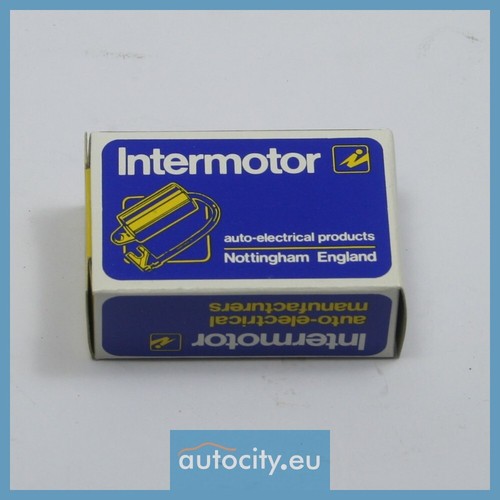 Intermotor
auto-electrical products
Nottingham England
Intermotor
auto-electrical
manufacturers
autocity.eu